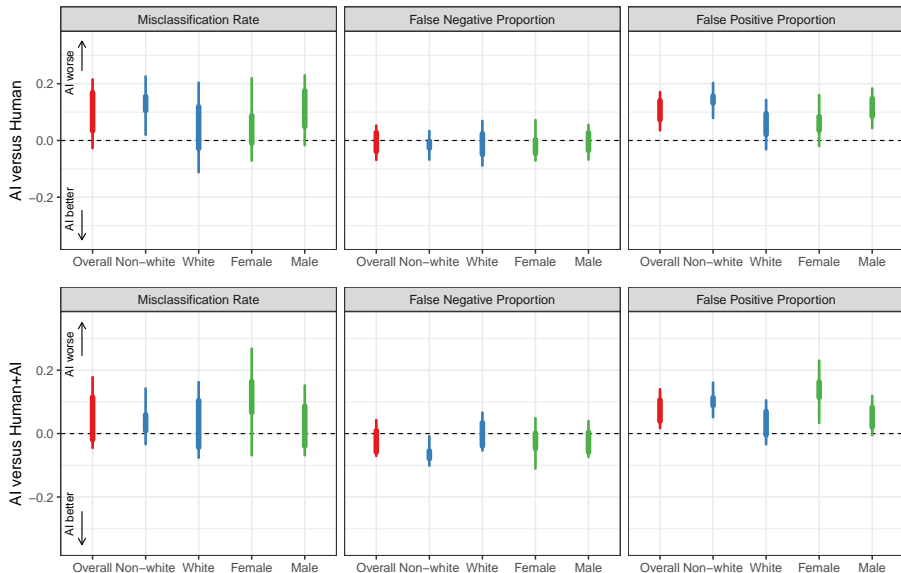 Misclassification Rate
False Negative Proportion
False Positive Proportion
AI versus Human
AI worse
AI better
0.2
0.0
−0.2
Overall Non−white White Female Male
Overall Non−white White Female Male
Overall Non−white White Female Male
Misclassification Rate
False Negative Proportion
False Positive Proportion
AI versus Human+AI
AI worse
AI better
0.2
0.0
−0.2
Overall Non−white White Female Male
Overall Non−white White Female Male
Overall Non−white White Female Male